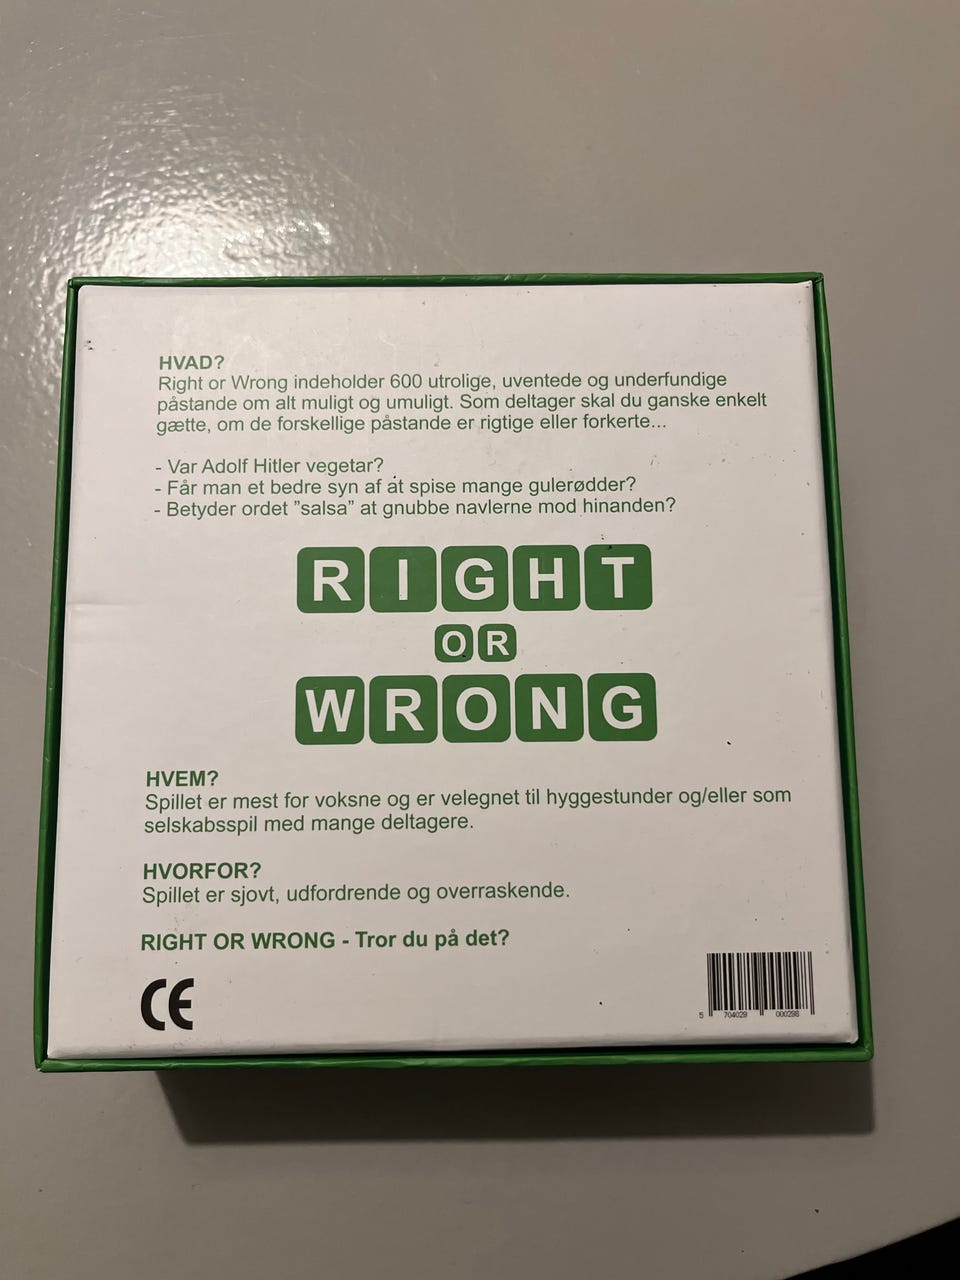 HVAD?
Right or Wrong indeholder 600 utrolige, uventede og underfundige
påstande om alt muligt og umuligt. Som deltager skal du ganske enkelt
gætte, om de forskellige påstande er rigtige eller forkerte...
- Var Adolf Hitler vegetar?
- Får man et bedre syn af at spise mange gulerødder?
- Betyder ordet ”salsa” at gnubbe navlerne mod hinanden?
RIGHT
OR
WRONG
HVEM?
Spillet er mest for voksne og er velegnet til hyggestunder og/eller som
selskabsspil med mange deltagere.
HVORFOR?
Spillet er sjovt, udfordrende og overraskende.
RIGHT OR WRONG - Tror du på det?
CE
5 704029 000298